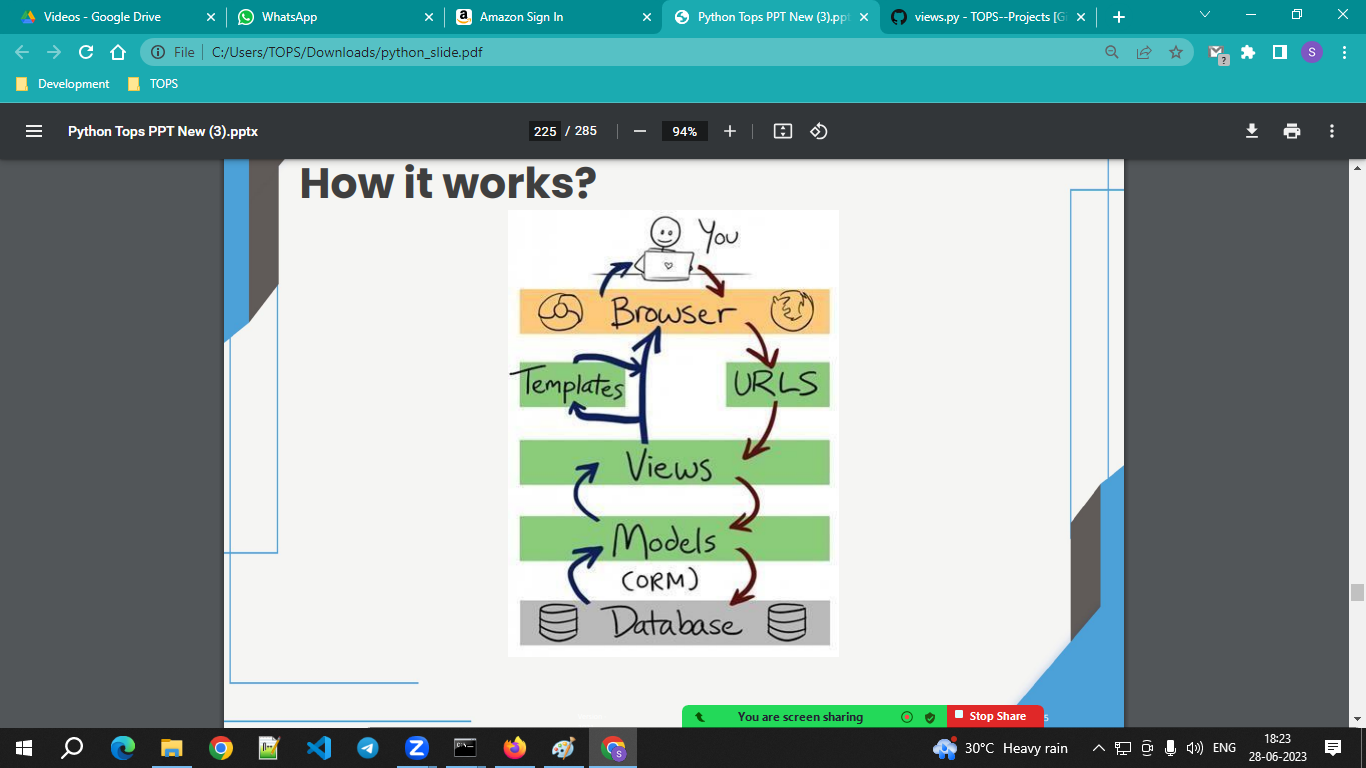 Videos - Google Drive
WhatsApp
Amazon Sign In
Python Tops PPT New (3).ppt
views.py - TOPS--Projects [G
File
C:/Users/TOPS/Downloads/python_slide.pdf
S
?
Development
TOPS
Python Tops PPT New (3).pptx
225 / 285
94%
How it works?
You
Browser
Templates
URLS
Views
Models
(ORM)
Database
You are screen sharing
Stop Share
5
30°C Heavy rain
ENG
18:23
28-06-2023